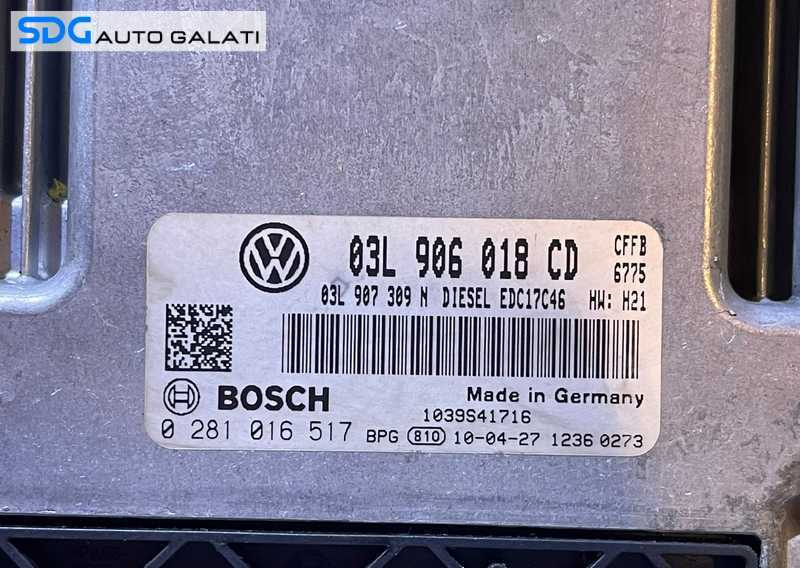 SDG AUTO GALATI
03L 906 018 CD CFFB
6775
03L 907 309 N DIESEL EDC17C46 HW: H21
BOSCH Made in Germany
1039S41716
0 281 016 517 BPG 810 10-04-27 1236 0273